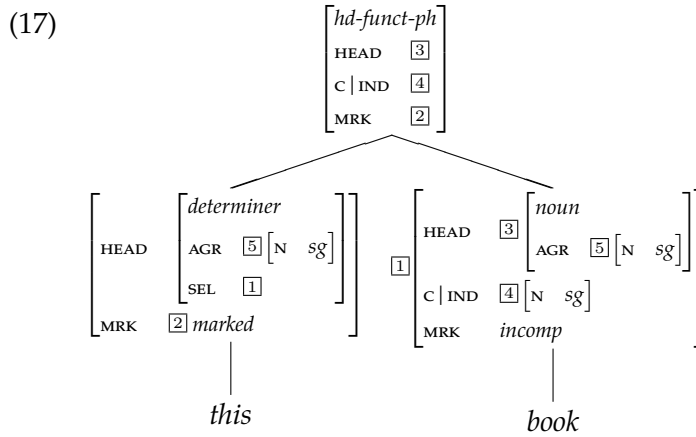 (17)
hd-funct-ph
HEAD 3
C | IND 4
MRK 2
HEAD determiner AGR 5 [N sg] SEL 1
MRK 2 marked
1 HEAD 3 noun AGR 5 [N sg]
C | IND 4 [N sg]
MRK incomp
this book